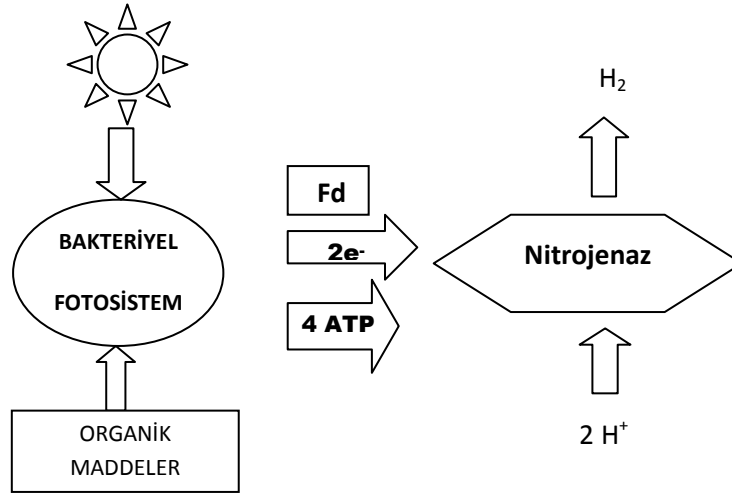 H₂
Fd
BAKTERİYEL
FOTOSİSTEM
2e-
Nitrojenaz
4 ATP
ORGANİK
MADDELER
2 H⁺